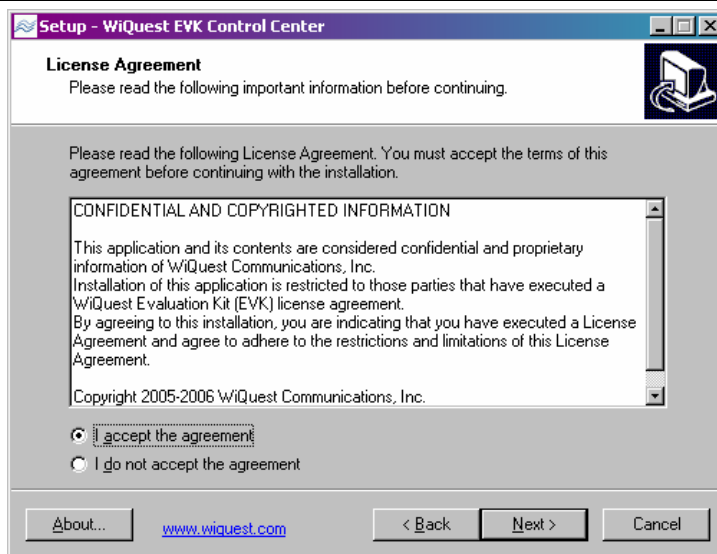 Setup - WiQuest EVK Control Center
License Agreement
Please read the following important information before continuing.
Please read the following License Agreement. You must accept the terms of this
agreement before continuing with the installation.
CONFIDENTIAL AND COPYRIGHTED INFORMATION
This application and its contents are considered confidential and proprietary
information of WiQuest Communications, Inc.
Installation of this application is restricted to those parties that have executed a
WiQuest Evaluation Kit (EVK) license agreement.
By agreeing to this installation, you are indicating that you have executed a License
Agreement and agree to adhere to the restrictions and limitations of this License
Agreement.
Copyright 2005-2006 WiQuest Communications, Inc.
I accept the agreement
I do not accept the agreement
About... www.wiquest.com < Back Next > Cancel